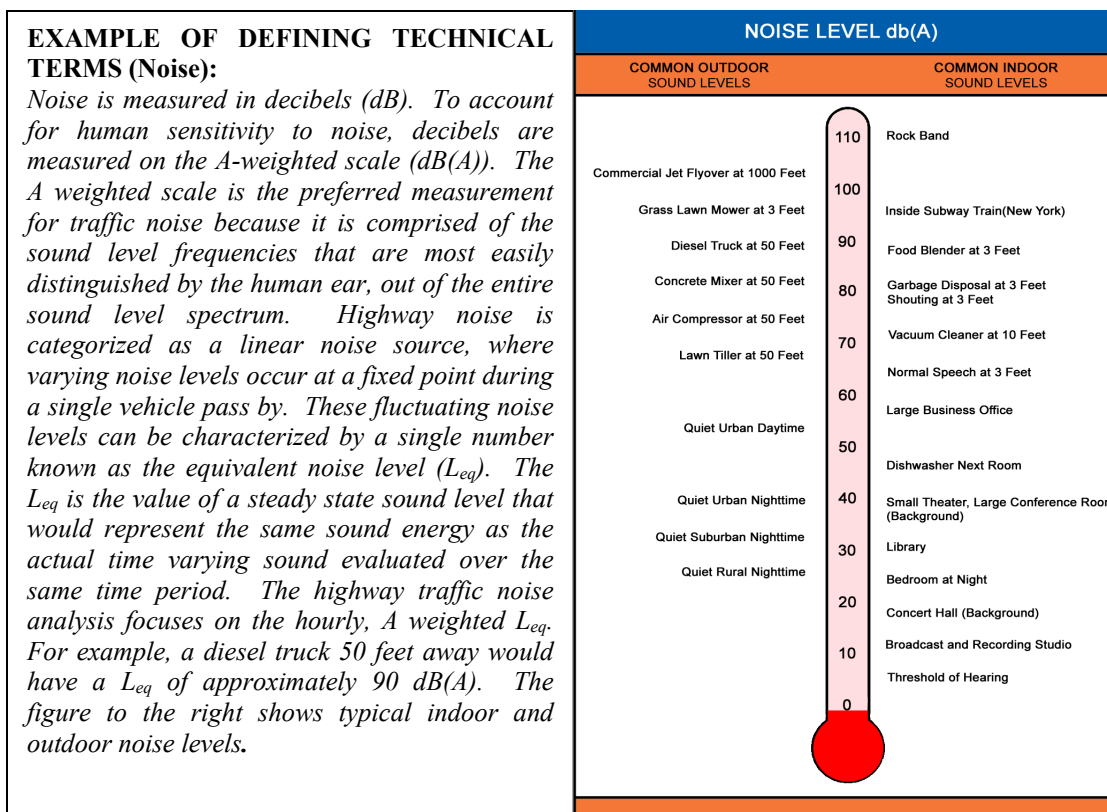 EXAMPLE OF DEFINING TECHNICAL
TERMS (Noise):
Noise is measured in decibels (dB). To account
for human sensitivity to noise, decibels are
measured on the A-weighted scale (dB(A)). The
A weighted scale is the preferred measurement
for traffic noise because it is comprised of the
sound level frequencies that are most easily
distinguished by the human ear, out of the entire
sound level spectrum. Highway noise is
categorized as a linear noise source, where
varying noise levels occur at a fixed point during
a single vehicle pass by. These fluctuating noise
levels can be characterized by a single number
known as the equivalent noise level (Leq). The
Leq is the value of a steady state sound level that
would represent the same sound energy as the
actual time varying sound evaluated over the
same time period. The highway traffic noise
analysis focuses on the hourly, A weighted Leq.
For example, a diesel truck 50 feet away would
have a Leq of approximately 90 dB(A). The
figure to the right shows typical indoor and
outdoor noise levels.
NOISE LEVEL db(A)
COMMON OUTDOOR
SOUND LEVELS
COMMON INDOOR
SOUND LEVELS
110
Rock Band
Commercial Jet Flyover at 1000 Feet
100
Grass Lawn Mower at 3 Feet
Inside Subway Train(New York)
Diesel Truck at 50 Feet
90
Food Blender at 3 Feet
Concrete Mixer at 50 Feet
80
Garbage Disposal at 3 Feet
Shouting at 3 Feet
Air Compressor at 50 Feet
70
Vacuum Cleaner at 10 Feet
Lawn Tiller at 50 Feet
Normal Speech at 3 Feet
60
Large Business Office
Quiet Urban Daytime
50
Dishwasher Next Room
Quiet Urban Nighttime
40
Small Theater, Large Conference Roor
(Background)
Quiet Suburban Nighttime
30
Library
Quiet Rural Nighttime
Bedroom at Night
20
Concert Hall (Background)
10
Broadcast and Recording Studio
Threshold of Hearing
0